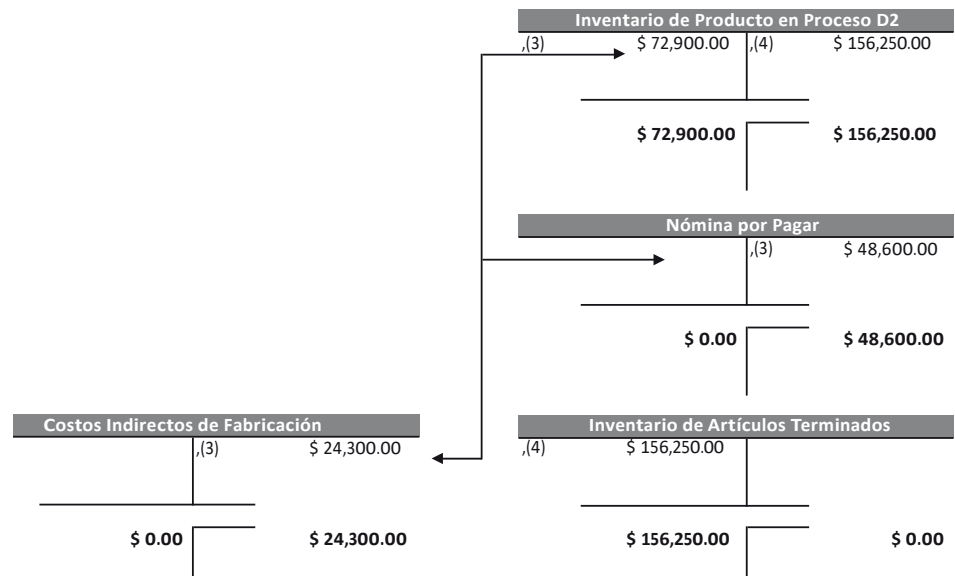 Inventario de Producto en Proceso D2
,(3) $ 72,900.00 ,(4) $ 156,250.00
$ 72,900.00 $ 156,250.00
Nómina por Pagar
,(3) $ 48,600.00
$ 0.00 $ 48,600.00
Costos Indirectos de Fabricación
,(3) $ 24,300.00
$ 0.00 $ 24,300.00
Inventario de Artículos Terminados
,(4) $ 156,250.00
$ 156,250.00 $ 0.00